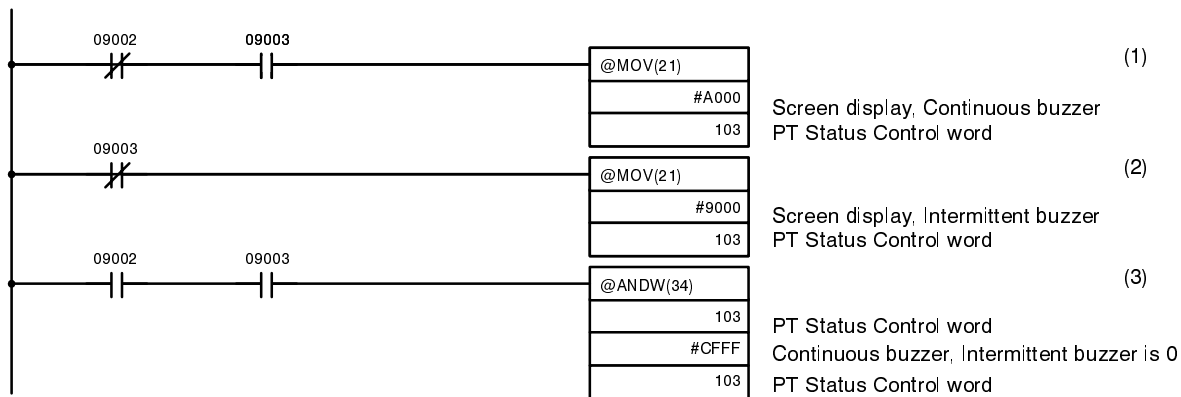 09002 09003
@MOV(21) (1)
#A000 Screen display, Continuous buzzer
103 PT Status Control word
09003
@MOV(21) (2)
#9000 Screen display, Intermittent buzzer
103 PT Status Control word
09002 09003
@ANDW(34) (3)
103 PT Status Control word
#CFFF Continuous buzzer, Intermittent buzzer is 0
103 PT Status Control word